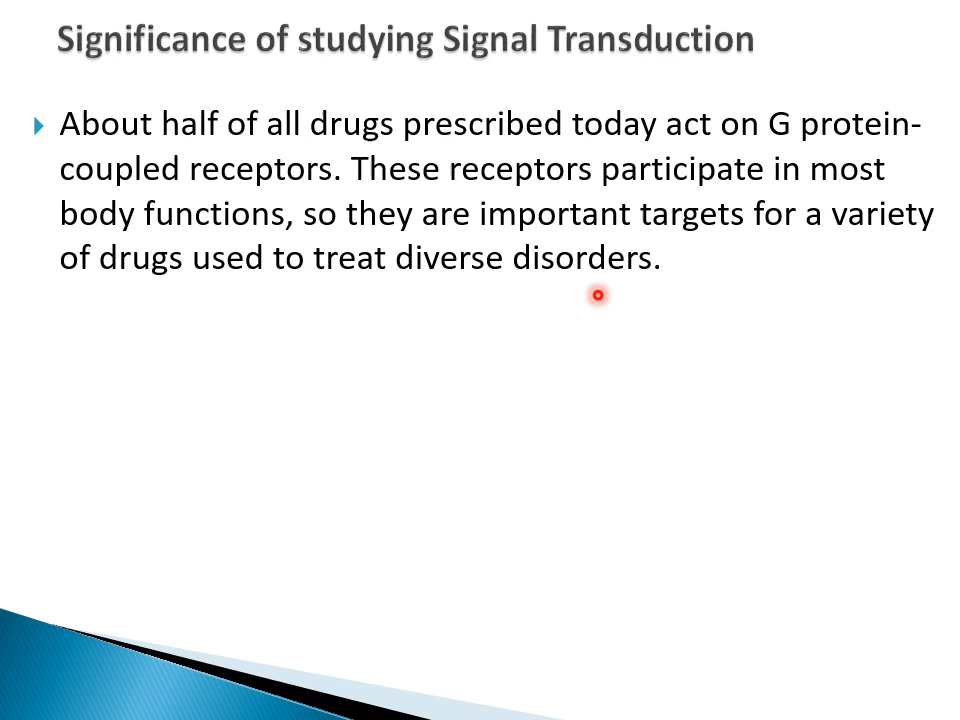 Significance of studying Signal Transduction
About half of all drugs prescribed today act on G protein-
coupled receptors. These receptors participate in most
body functions, so they are important targets for a variety
of drugs used to treat diverse disorders.